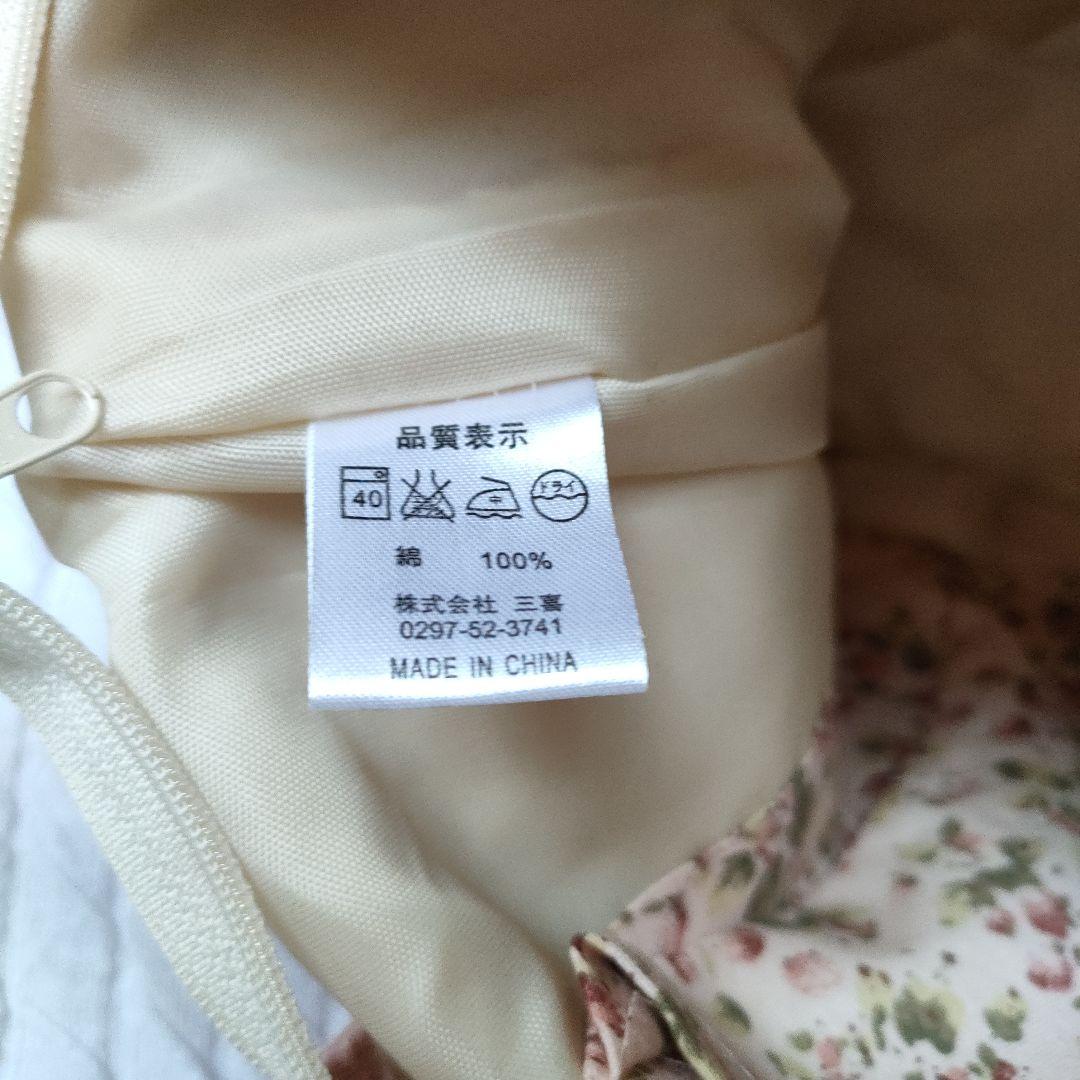 品質表示
40 中 ドライ
綿 100%
株式会社 三喜
0297-52-3741
MADE IN CHINA